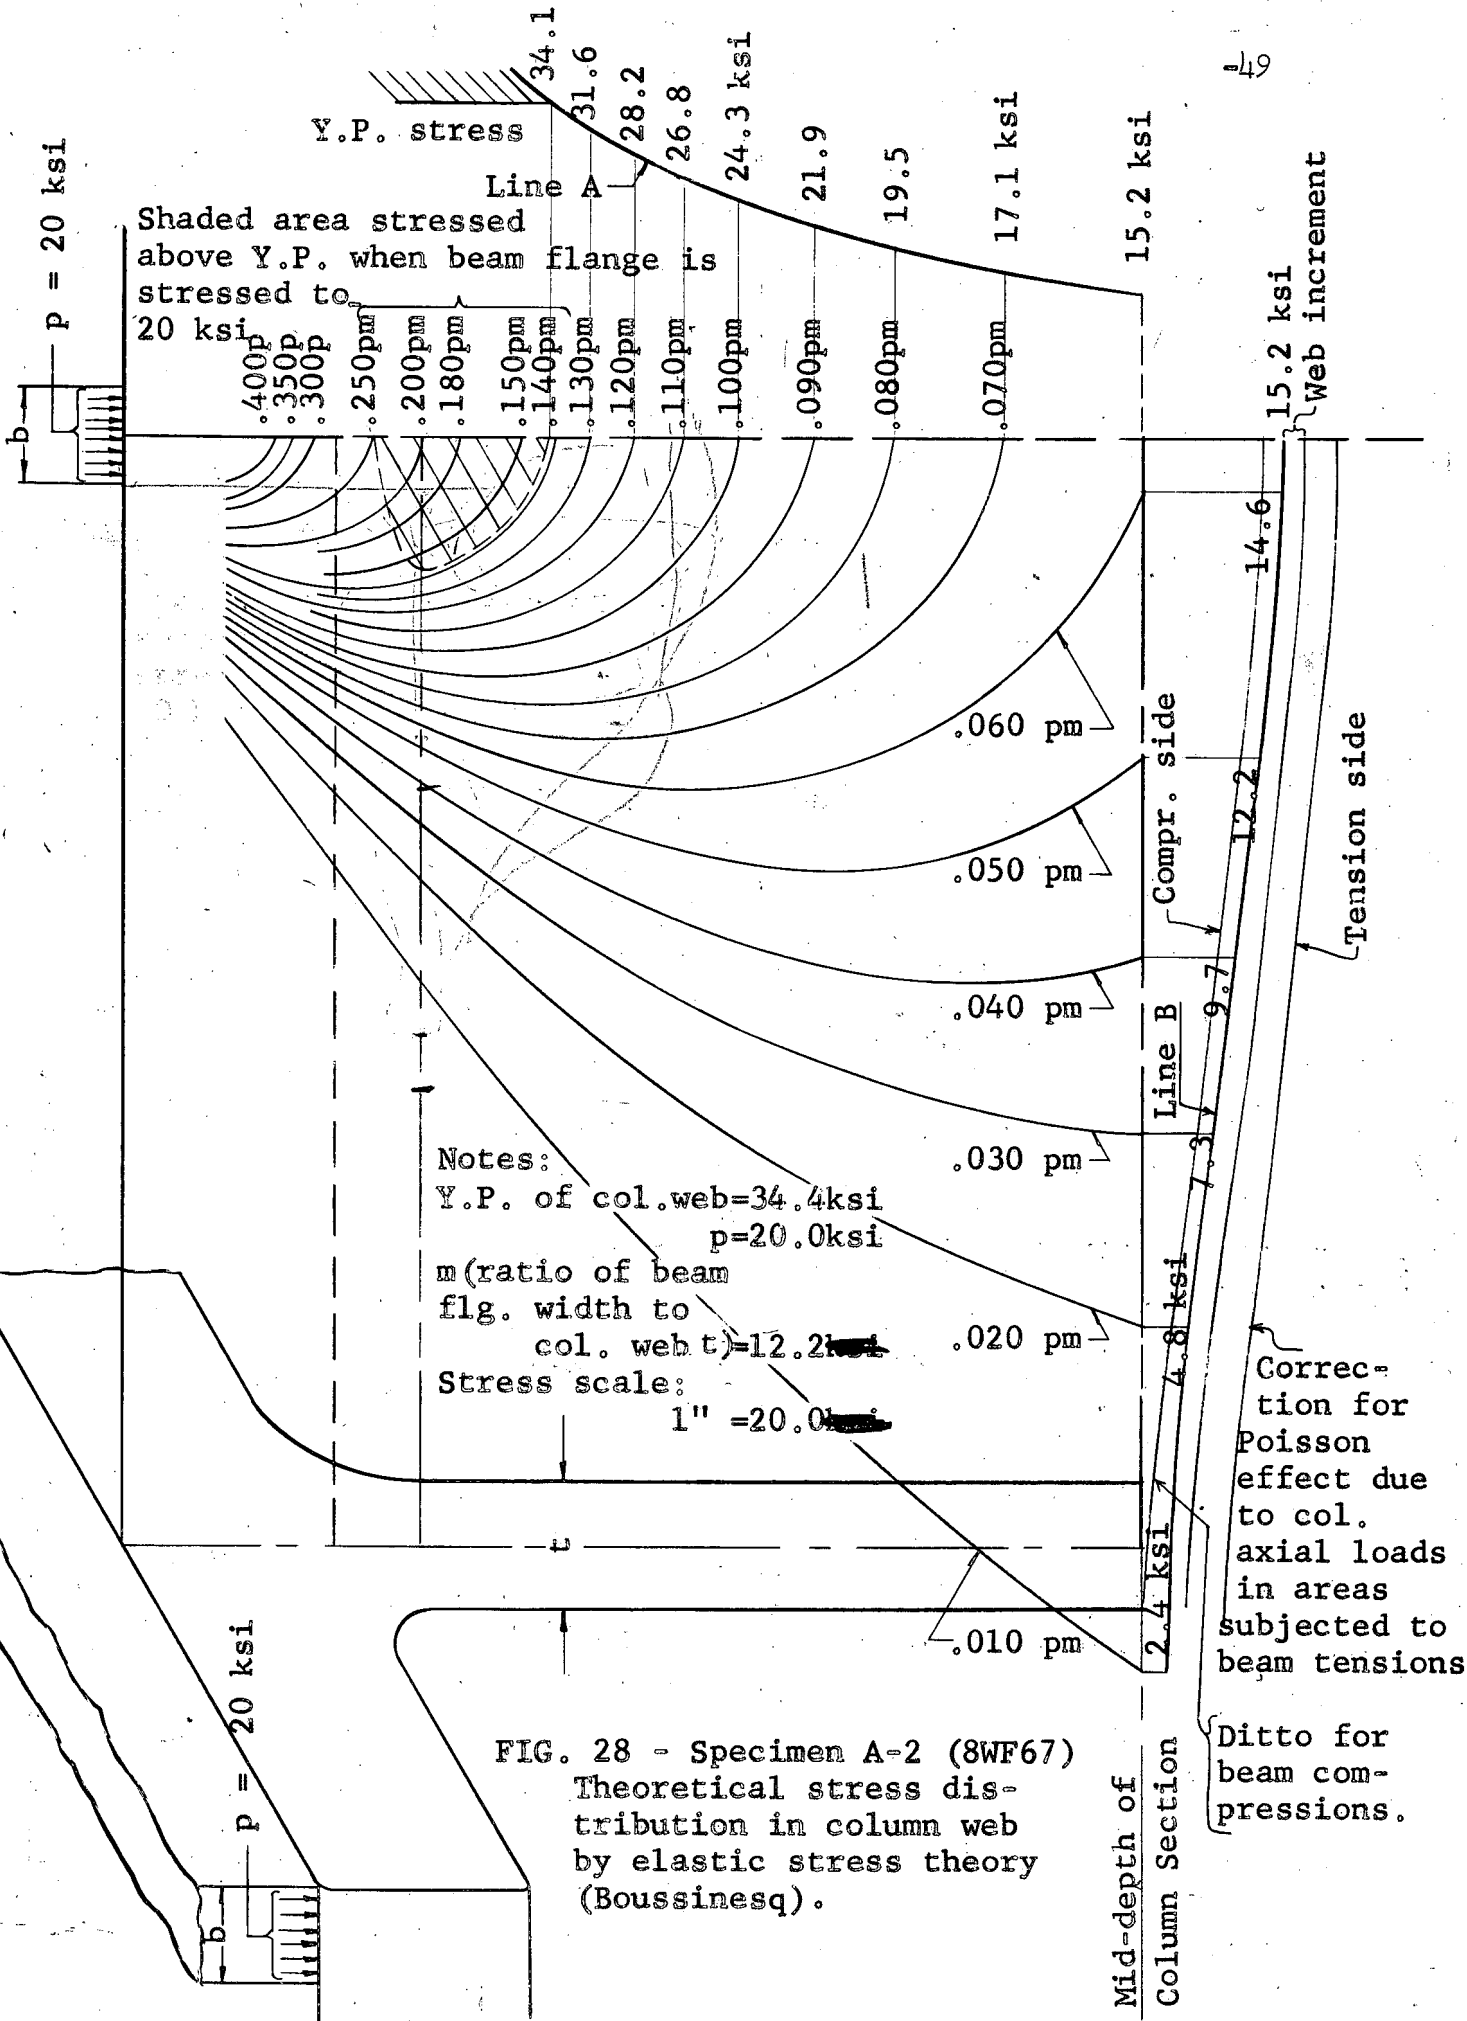 -49
p = 20 ksi
b
Y.P. stress
Line A
Shaded area stressed
above Y.P. when beam flange is
stressed to
20 ksi
34.1
31.6
28.2
26.8
24.3 ksi
21.9
19.5
17.1 ksi
15.2 ksi
.400p
.350p
.300p
.250pm
.200pm
.180pm
.150pm
.140pm
.130pm
.120pm
.110pm
.100pm
.090pm
.080pm
.070pm
15.2 ksi
Web increment
14.6
12.2
9.7
7.3
4.8 ksi
2.4 ksi
.060 pm
.050 pm
.040 pm
.030 pm
.020 pm
.010 pm
Compr. side
Line B
Tension side
Notes:
Y.P. of col.web=34.4ksi
p=20.0ksi
m(ratio of beam
flg. width to
col. web t)=12.2
Stress scale:
1" =20.0
t
Correc-
tion for
Poisson
effect due
to col.
axial loads
in areas
subjected to
beam tensions
Ditto for
beam com-
pressions.
p = 20 ksi
b
FIG. 28 - Specimen A-2 (8WF67)
Theoretical stress dis-
tribution in column web
by elastic stress theory
(Boussinesq).
Mid-depth of
Column Section